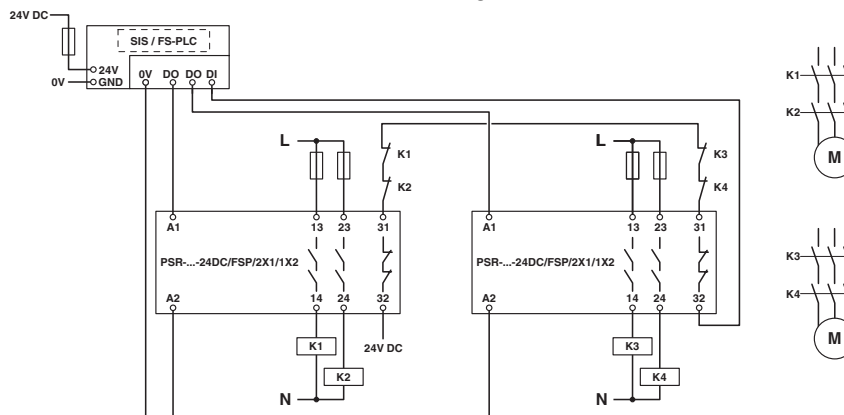 24V DC
SIS / FS-PLC
24V
0V
GND
0V DO DO DI
K1
K2
M
L
K1
K2
L
K3
K4
A1 13 23 31
PSR-...-24DC/FSP/2X1/1X2
A2 14 24 32
A1 13 23 31
PSR-...-24DC/FSP/2X1/1X2
A2 14 24 32
K1
K2
24V DC
N
K3
K4
N
K3
K4
M